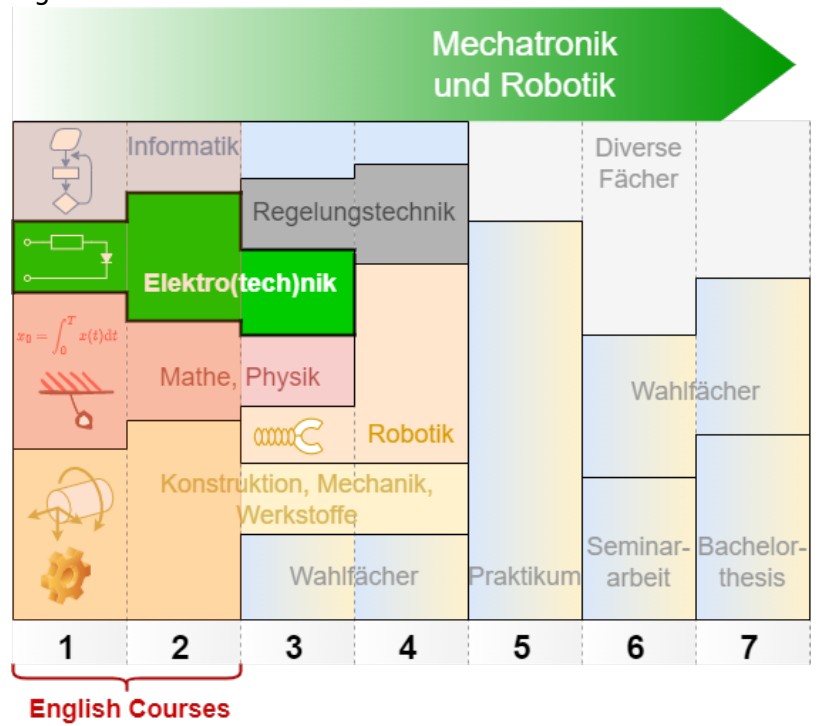 Mechatronik
und Robotik
Informatik
Diverse
Fächer
Regelungstechnik
Elektro(tech)nik
x₀ = ∫₀ᵀ x(t)dt
Mathe, Physik
Wahlfächer
Robotik
Konstruktion, Mechanik,
Werkstoffe
Wahlfächer
Praktikum
Seminar-
arbeit
Bachelor-
thesis
1 2 3 4 5 6 7
English Courses